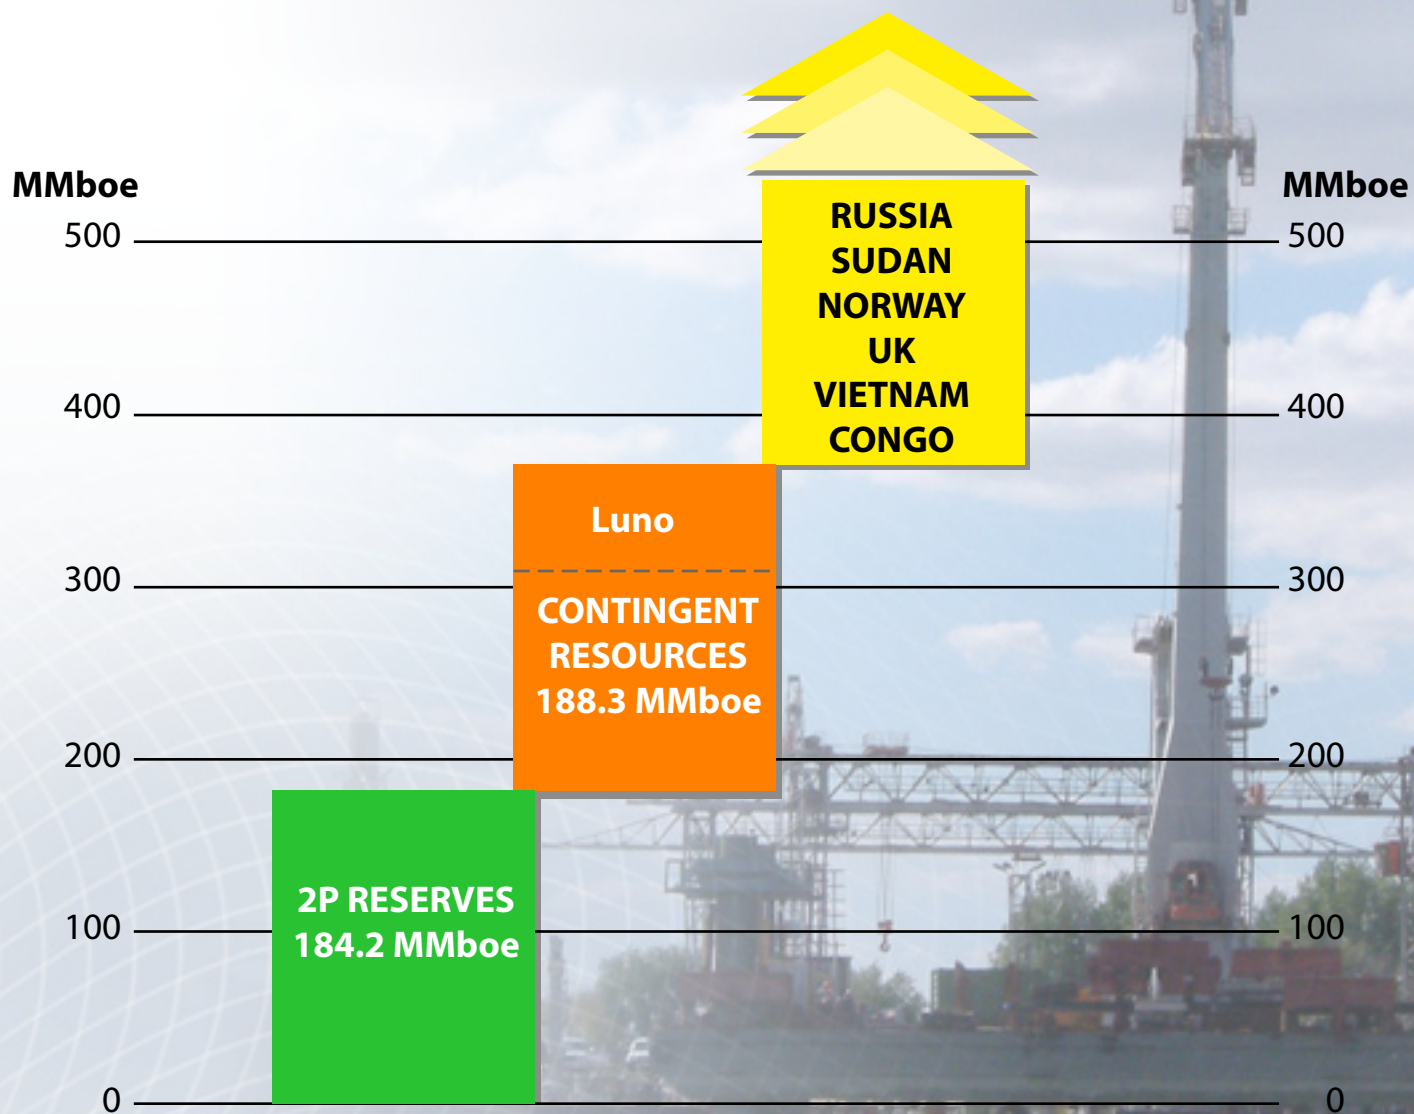 MMboe
MMboe
500
500
400
400
300
300
200
200
100
100
0
0
RUSSIA
SUDAN
NORWAY
UK
VIETNAM
CONGO
Luno
CONTINGENT
RESOURCES
188.3 MMboe
2P RESERVES
184.2 MMboe